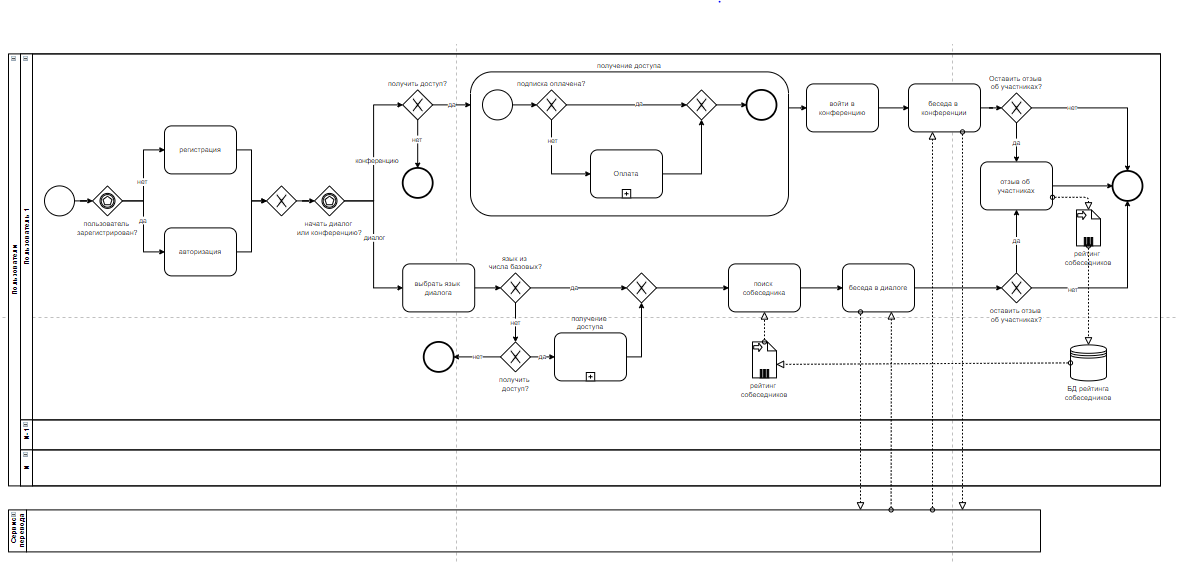 Пользователи
Пользователь 1
N-1
N
пользователь
зарегистрирован?
нет
да
регистрация
авторизация
начать диалог
или конференцию?
конференцию
диалог
получить доступ?
да
нет
получение доступа
подписка оплачена?
да
нет
Оплата
войти в
конференцию
беседа в
конференции
Оставить отзыв
об участниках?
нет
да
отзыв об
участниках
рейтинг
собеседников
выбрать язык
диалога
язык из
числа базовых?
да
нет
получить
доступ?
нет
да
получение
доступа
поиск
собеседника
беседа в диалоге
да
нет
оставить отзыв
об участниках?
рейтинг
собеседников
БД рейтинга
собеседников
Сервис
перевода